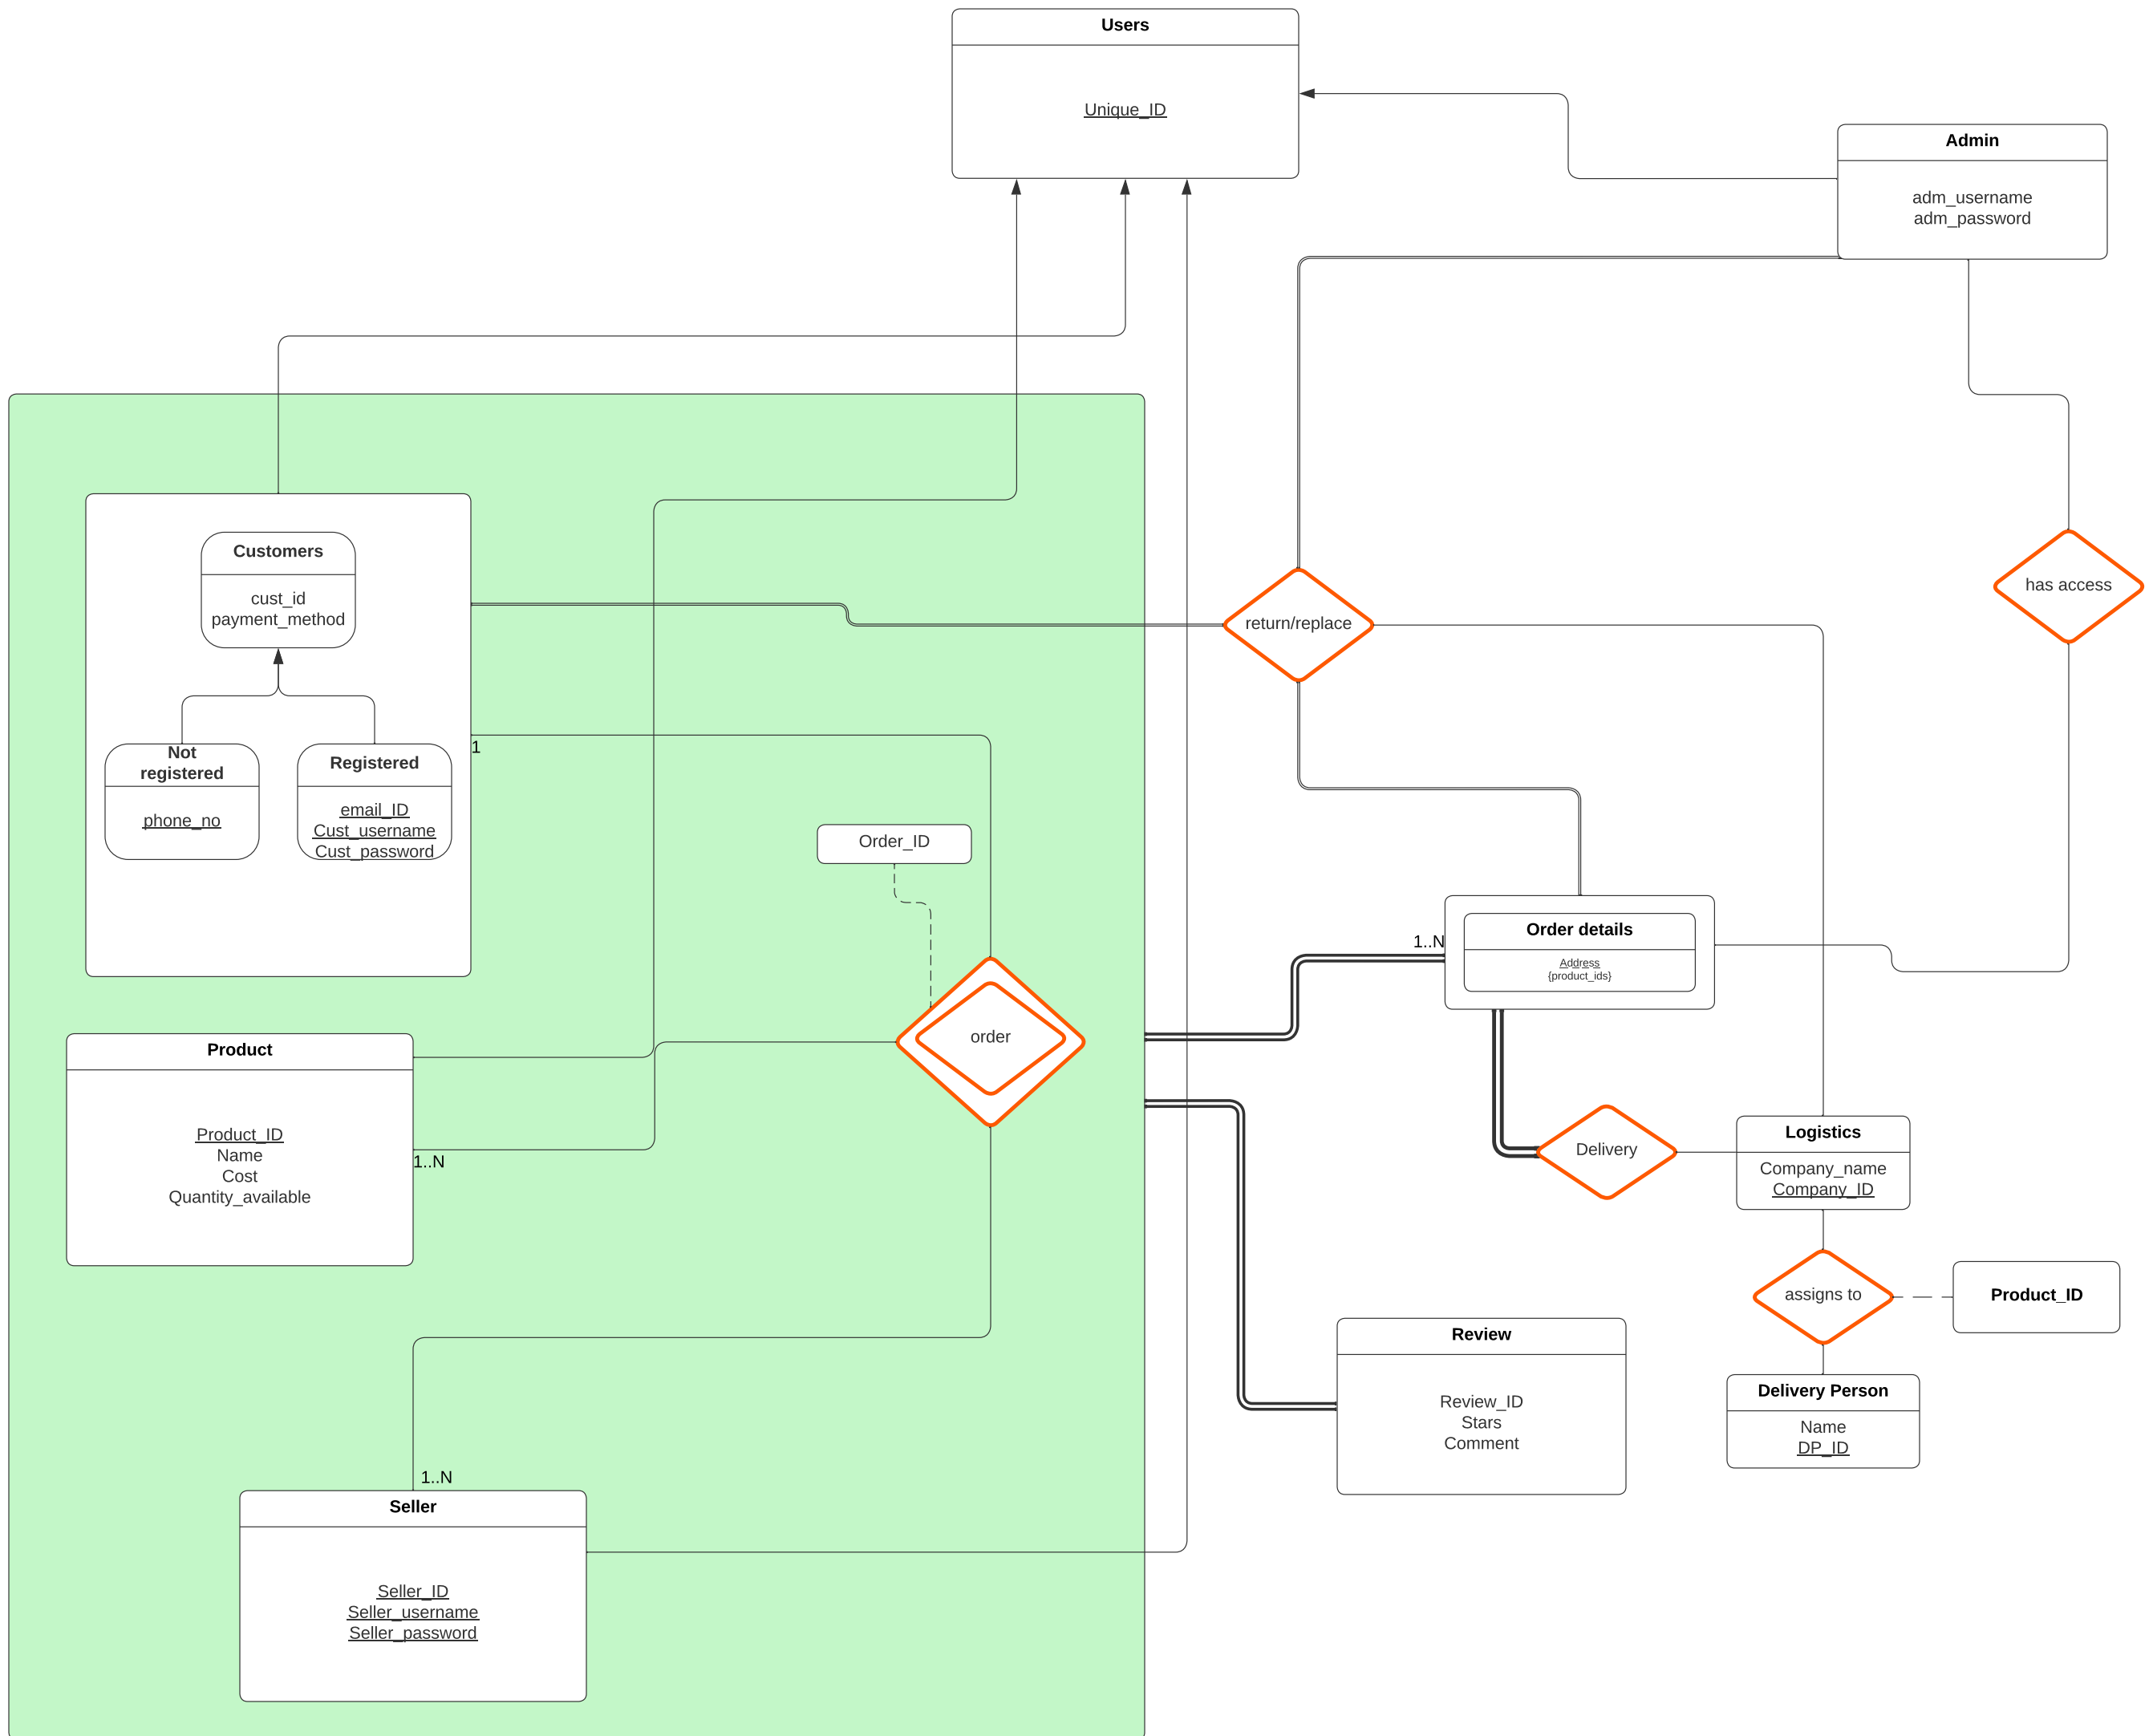 Users
Unique_ID
Admin
adm_username
adm_password
Customers
cust_id
payment_method
return/replace
has access
1
Not
registered
phone_no
Registered
email_ID
Cust_username
Cust_password
Order_ID
1..N
Order details
Address
{product_ids}
order
Product
Product_ID
Name
Cost
Quantity_available
1..N
Delivery
Logistics
Company_name
Company_ID
assigns to
Product_ID
Review
Review_ID
Stars
Comment
Delivery Person
Name
DP_ID
1..N
Seller
Seller_ID
Seller_username
Seller_password